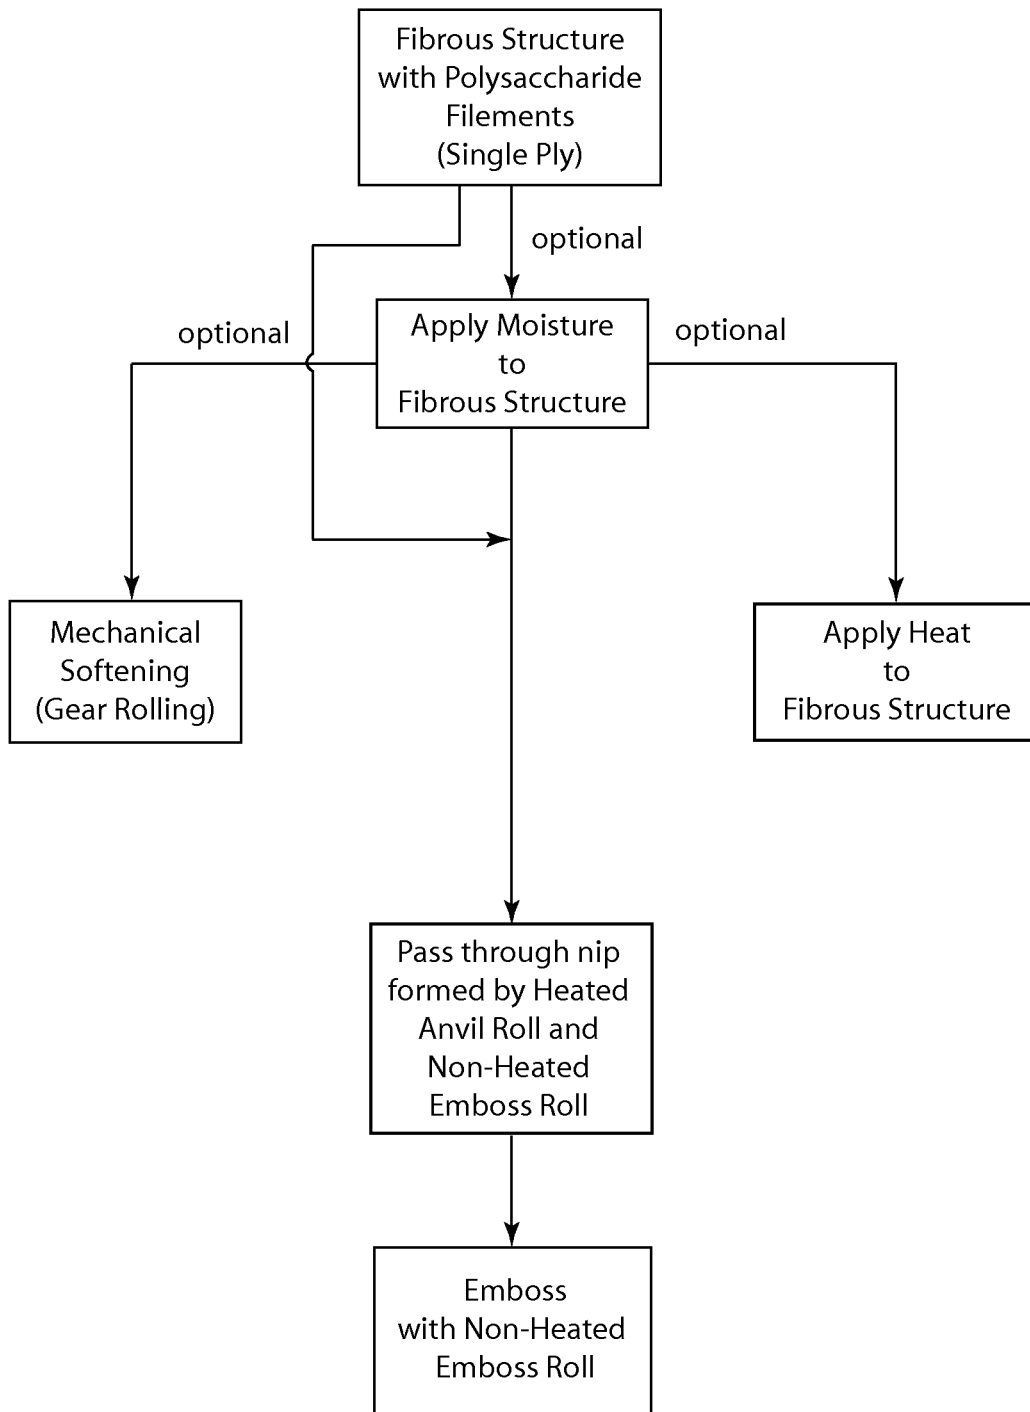 Fibrous Structure
with Polysaccharide
Filements
(Single Ply)
optional
Apply Moisture
to
Fibrous Structure
optional
optional
Mechanical
Softening
(Gear Rolling)
Apply Heat
to
Fibrous Structure
Pass through nip
formed by Heated
Anvil Roll and
Non-Heated
Emboss Roll
Emboss
with Non-Heated
Emboss Roll